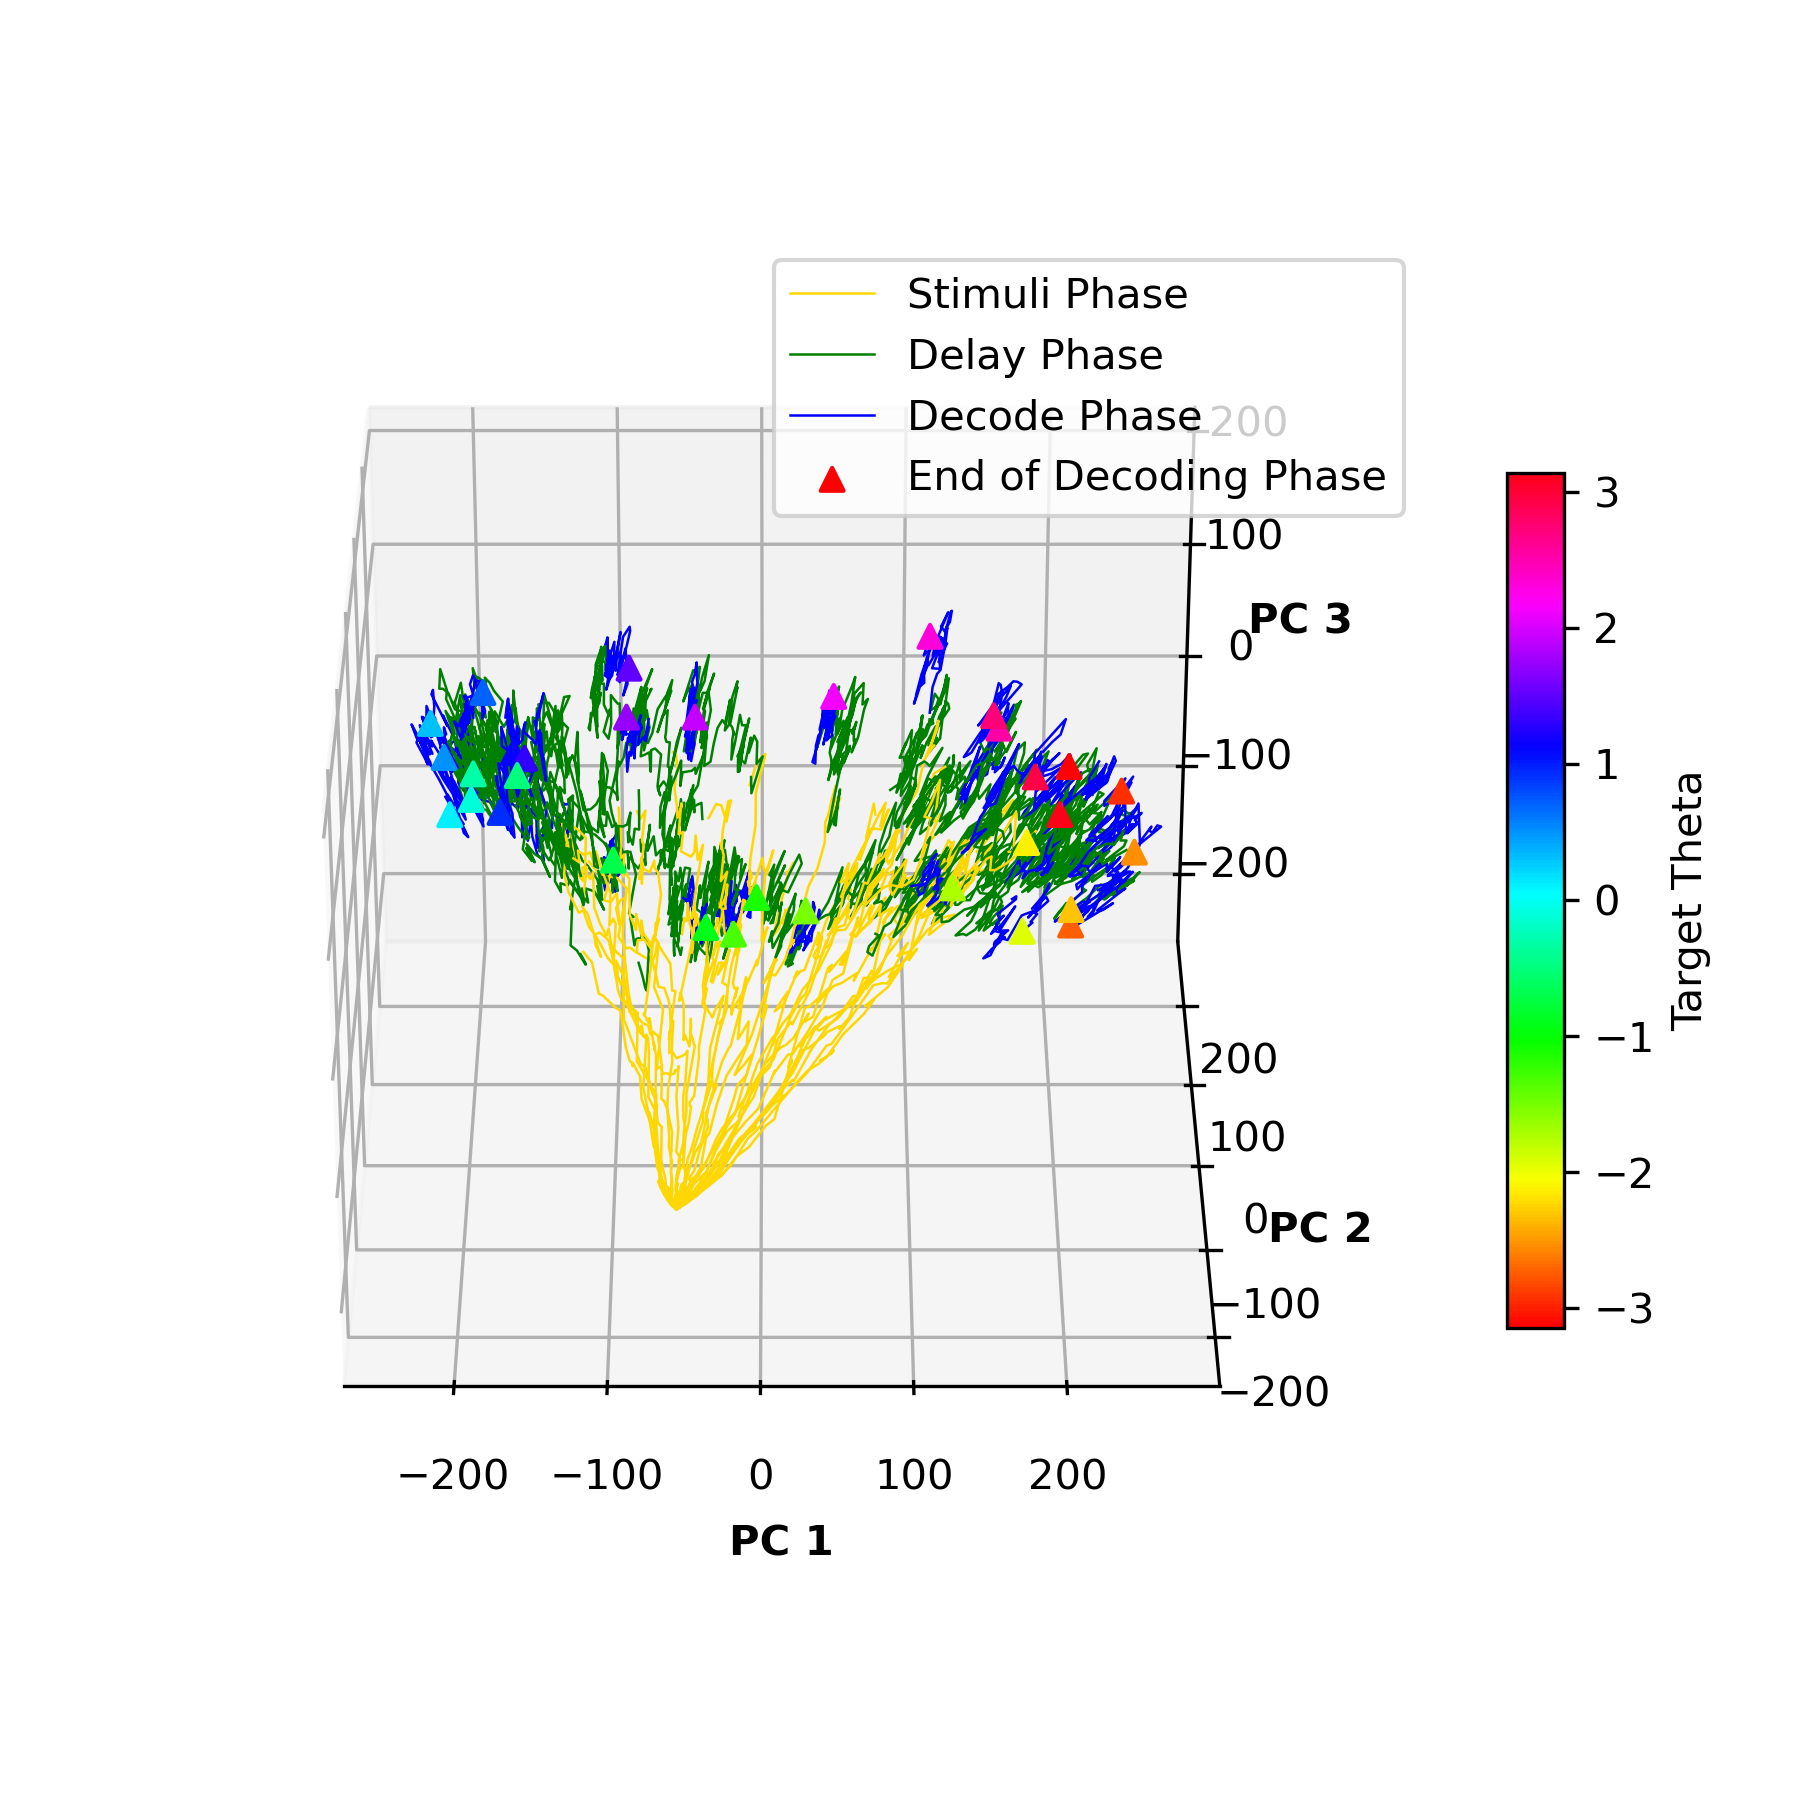 Stimuli Phase
Delay Phase
Decode Phase
End of Decoding Phase
200
100
PC 3
0
−100
−200
200
100
0
PC 2
−100
−200
−200 −100 0 100 200
PC 1
3
2
1
0
−1
−2
−3
Target Theta